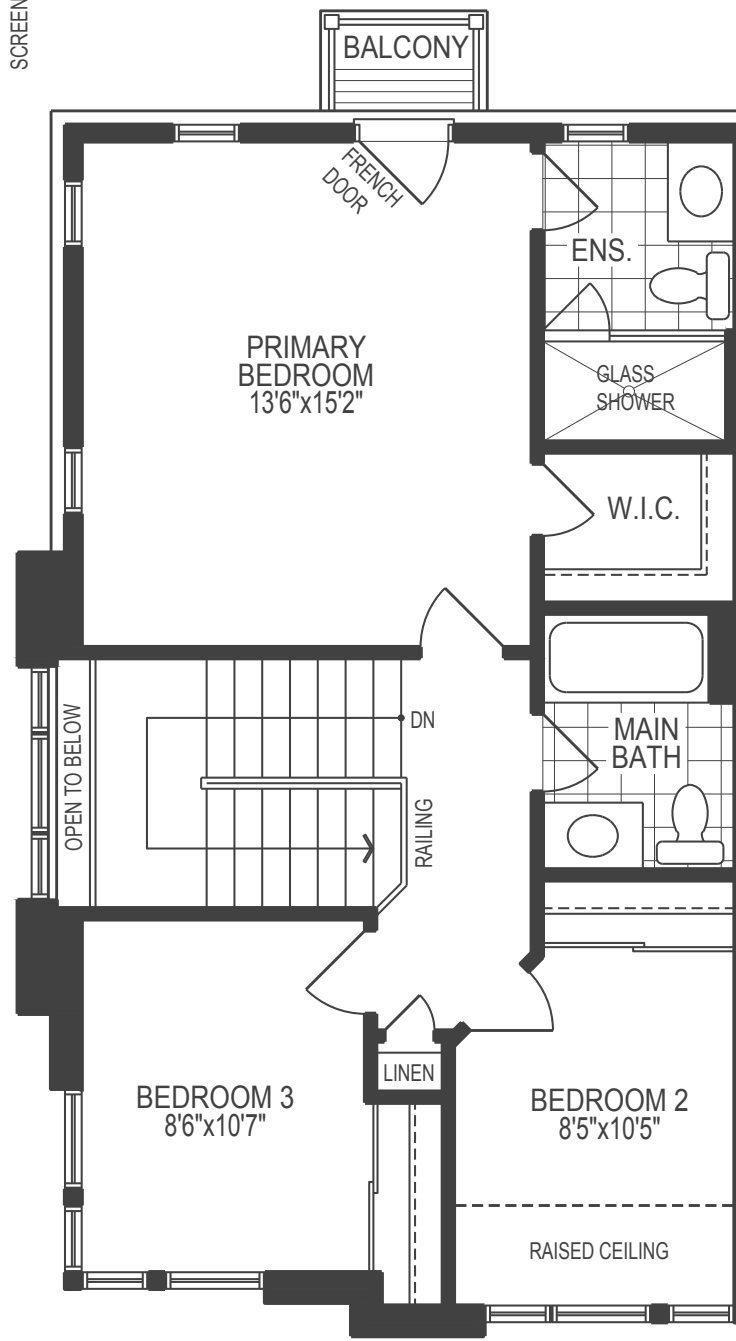 SCREEN
BALCONY
FRENCH
DOOR
ENS.
PRIMARY
BEDROOM
13'6"x15'2"
GLASS
SHOWER
W.I.C.
OPEN TO BELOW
DN
MAIN
BATH
RAILING
LINEN
BEDROOM 3
8'6"x10'7"
BEDROOM 2
8'5"x10'5"
RAISED CEILING